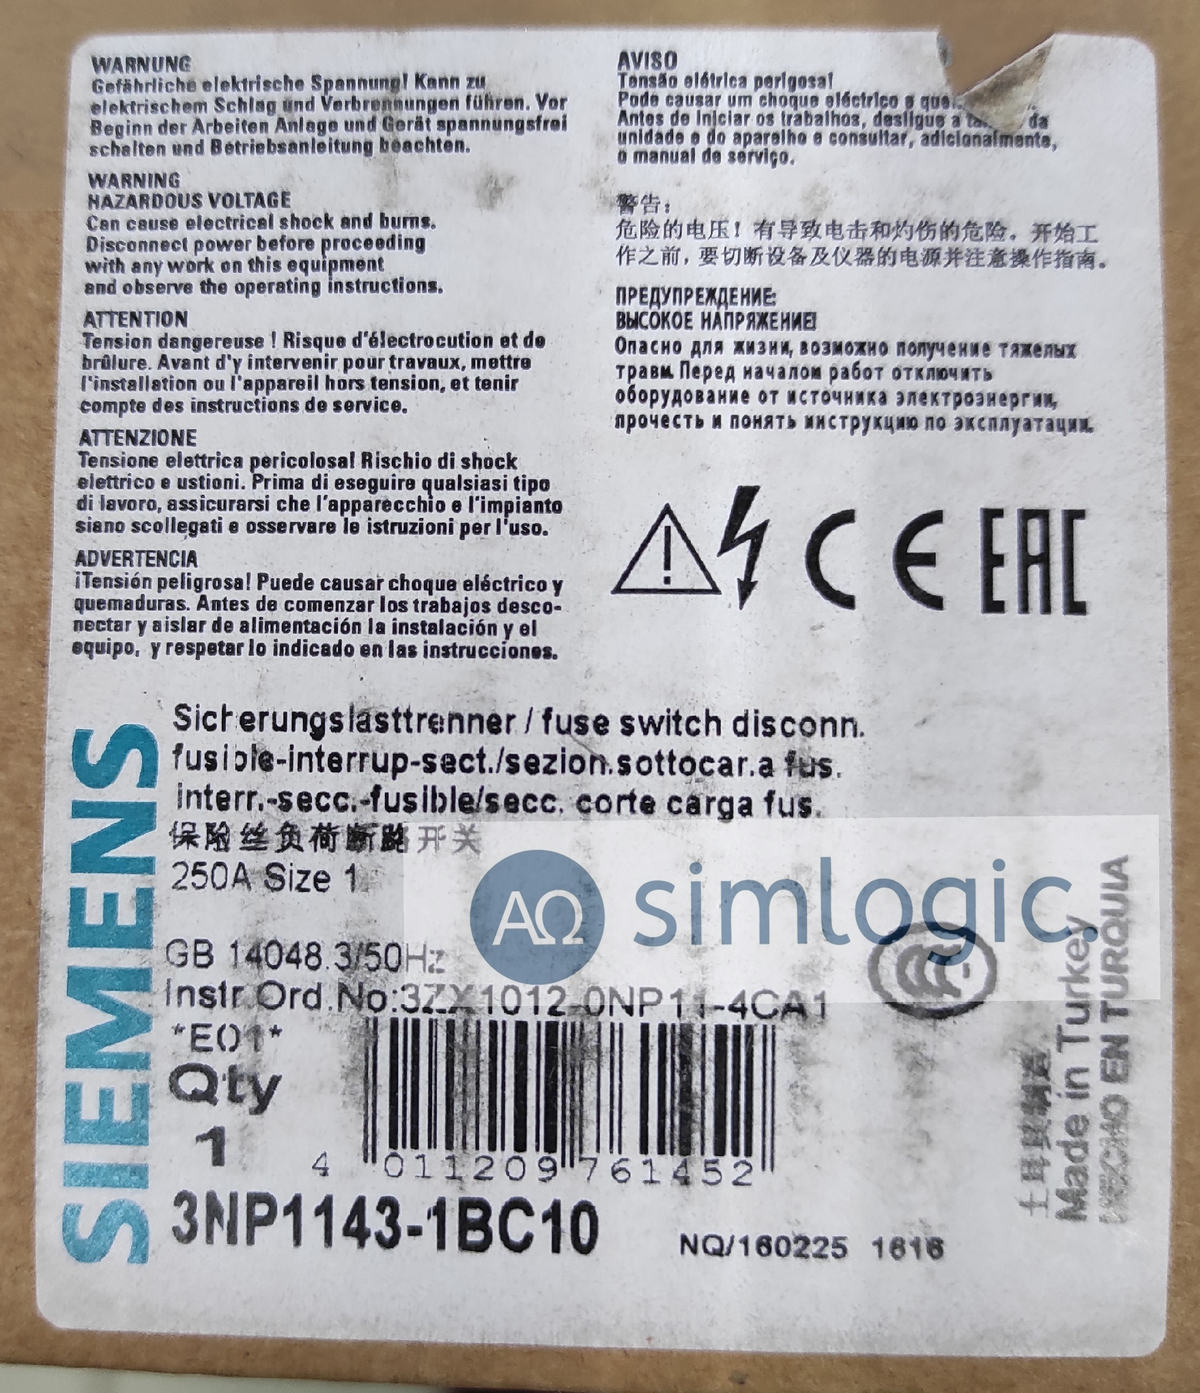 WARNUNG
Gefährliche elektrische Spannung! Kann zu
elektrischem Schlag und Verbrennungen führen. Vor
Beginn der Arbeiten Anlage und Gerät spannungsfrei
schalten und Betriebsanleitung beachten.
WARNING
HAZARDOUS VOLTAGE
Can cause electrical shock and burns.
Disconnect power before proceeding
with any work on this equipment
and observe the operating instructions.
ATTENTION
Tension dangereuse ! Risque d'électrocution et de
brûlure. Avant d'y intervenir pour travaux, mettre
l'installation ou l'appareil hors tension, et tenir
compte des instructions de service.
ATTENZIONE
Tensione elettrica pericolosa! Rischio di shock
elettrico e ustioni. Prima di eseguire qualsiasi tipo
di lavoro, assicurarsi che l'apparecchio e l'impianto
siano scollegati e osservare le istruzioni per l'uso.
ADVERTENCIA
¡Tensión peligrosa! Puede causar choque eléctrico y
quemaduras. Antes de comenzar los trabajos desco-
nectar y aislar de alimentación la instalación y el
equipo, y respetar lo indicado en las instrucciones.
AVISO
Tensão elétrica perigosa!
Pode causar um choque eléctrico e
Antes de iniciar os trabalhos, desligue a da
unidade e do aparelho e consultar, adicionalmente,
o manual de serviço.
警告:
危险的电压! 有导致电击和灼伤的危险。开始工
作之前, 要切断设备及仪器的电源并注意操作指南。
ПРЕДУПРЕЖДЕНИЕ:
ВЫСОКОЕ НАПРЯЖЕНИЕ!
Опасно для жизни, возможно получение тяжелых
травм. Перед началом работ отключить
оборудование от источника электроэнергии,
прочесть и понять инструкцию по эксплуатации.
CE EAC
SIEMENS
Sicherungslasttrenner / fuse switch disconn.
fusible-interrup-sect./sezion.sottocar.a fus.
interr.-secc.-fusible/secc. corte carga fus.
保险丝负荷断路开关
250A Size 1
ΑΩ simlogic.
GB 14048.3/50Hz
Instr.Ord.No:3ZX1012-0NP11-4CA1
*E01*
Qty
1
4 011209 761452
3NP1143-1BC10
NQ/160225 1616
土耳其制造
Made in Turkey
HECHO EN TURQUIA